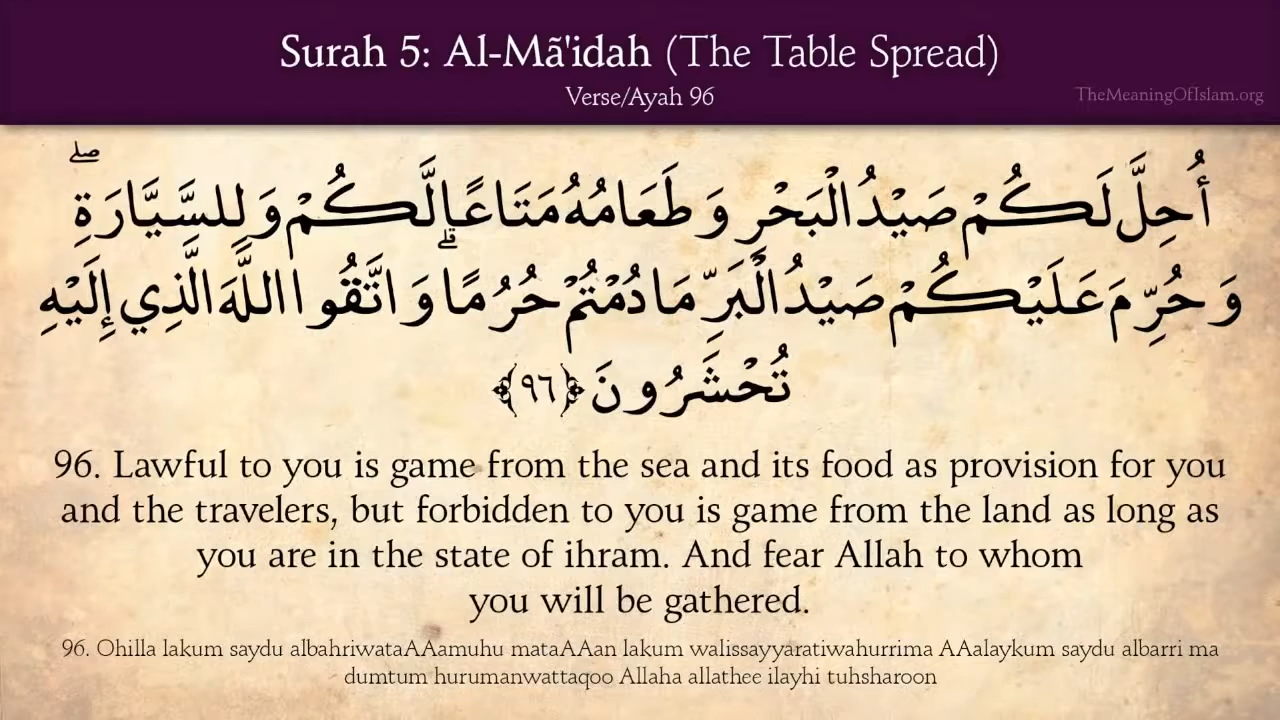 Surah 5: Al-Mã'idah (The Table Spread)
Verse/Ayah 96
TheMeaningOfIslam.org
أُحِلَّ لَكُمْ صَيْدُ الْبَحْرِ وَطَعَامُهُ مَتَاعًا لَّكُمْ وَلِلسَّيَّارَةِ ۖ
وَحُرِّمَ عَلَيْكُمْ صَيْدُ الْبَرِّ مَا دُمْتُمْ حُرُمًا ۗ وَاتَّقُوا اللَّهَ الَّذِي إِلَيْهِ
تُحْشَرُونَ ﴿٩٦﴾
96. Lawful to you is game from the sea and its food as provision for you
and the travelers, but forbidden to you is game from the land as long as
you are in the state of ihram. And fear Allah to whom
you will be gathered.
96. Ohilla lakum saydu albahriwataAAamuhu mataAAan lakum walissayyaratiwahurrima AAalaykum saydu albarri ma
dumtum hurumanwattaqoo Allaha allathee ilayhi tuhsharoon